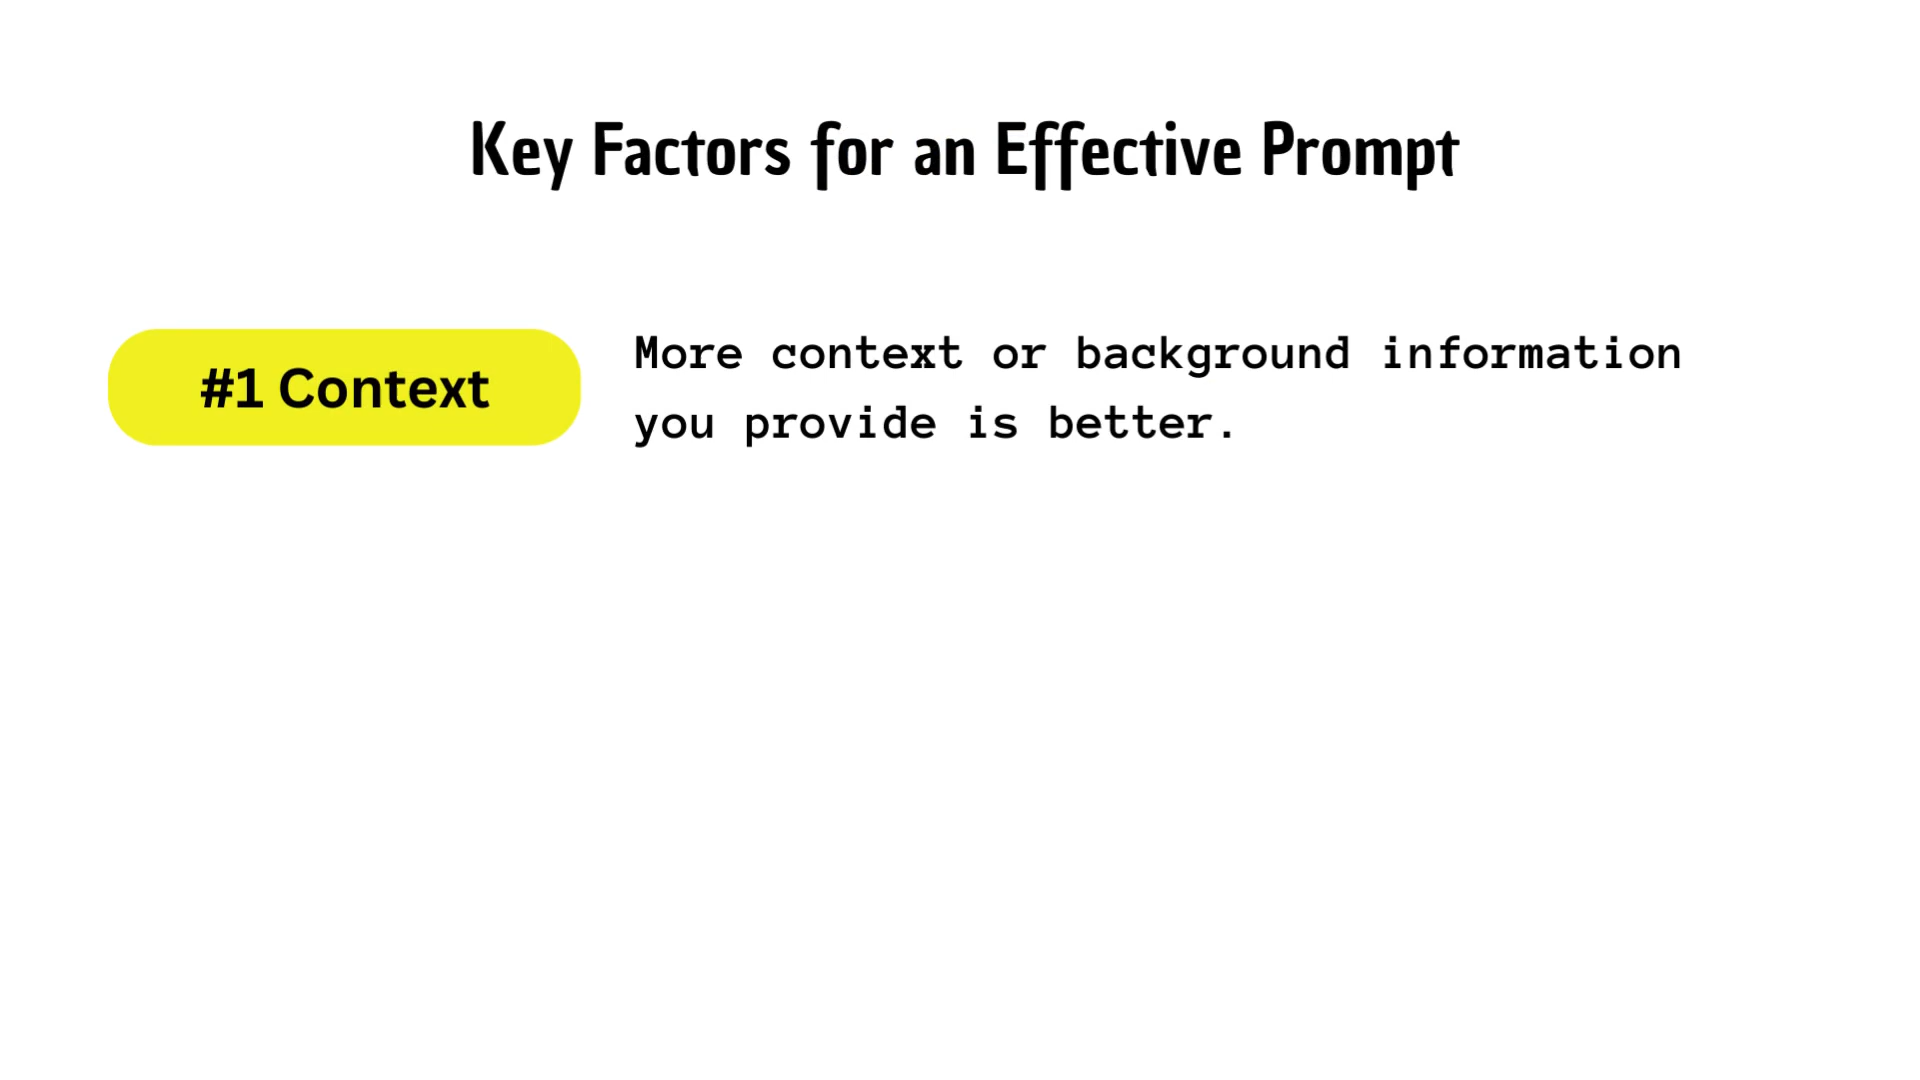 Key Factors for an Effective Prompt
#1 Context
More context or background information
you provide is better.